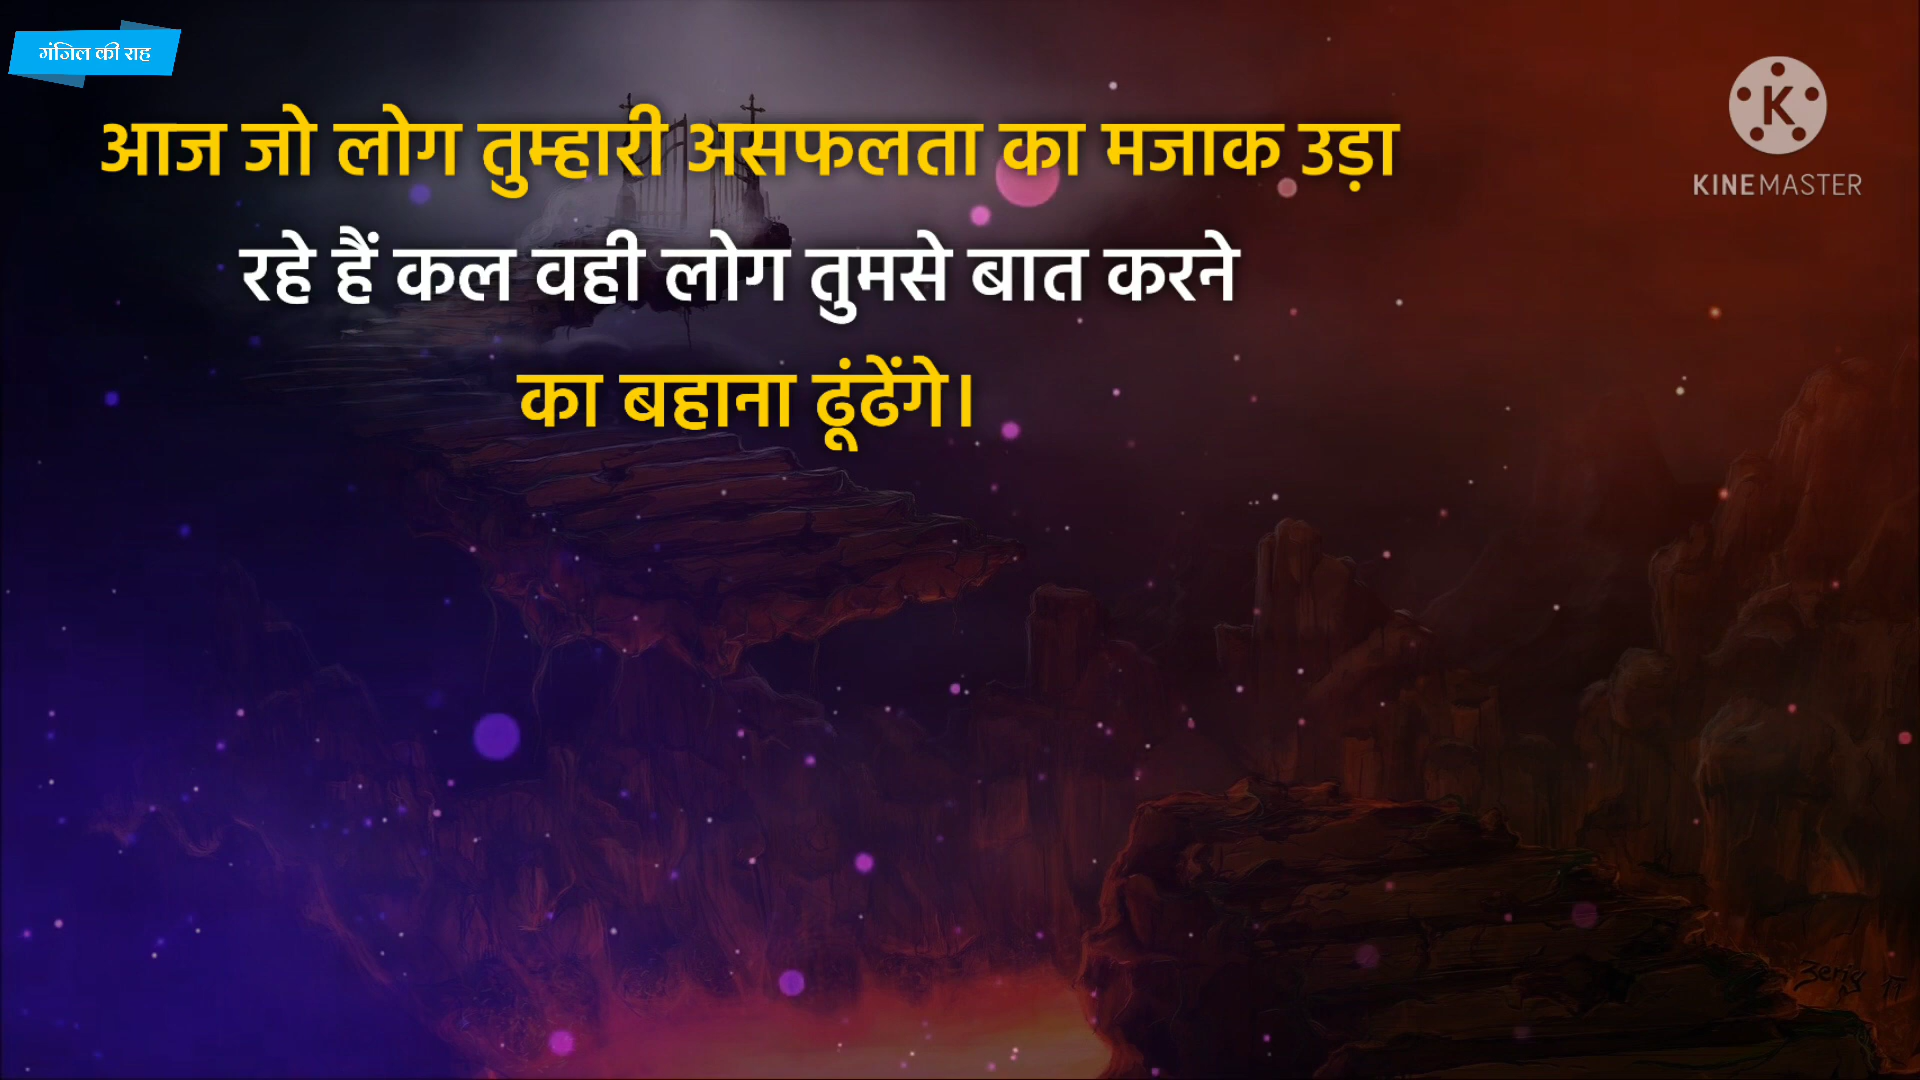 गंजिल की राह
आज जो लोग तुम्हारी असफलता का मजाक उड़ा
रहे हैं कल वही लोग तुमसे बात करने
का बहाना ढूंढेंगे।
K
KINEMASTER